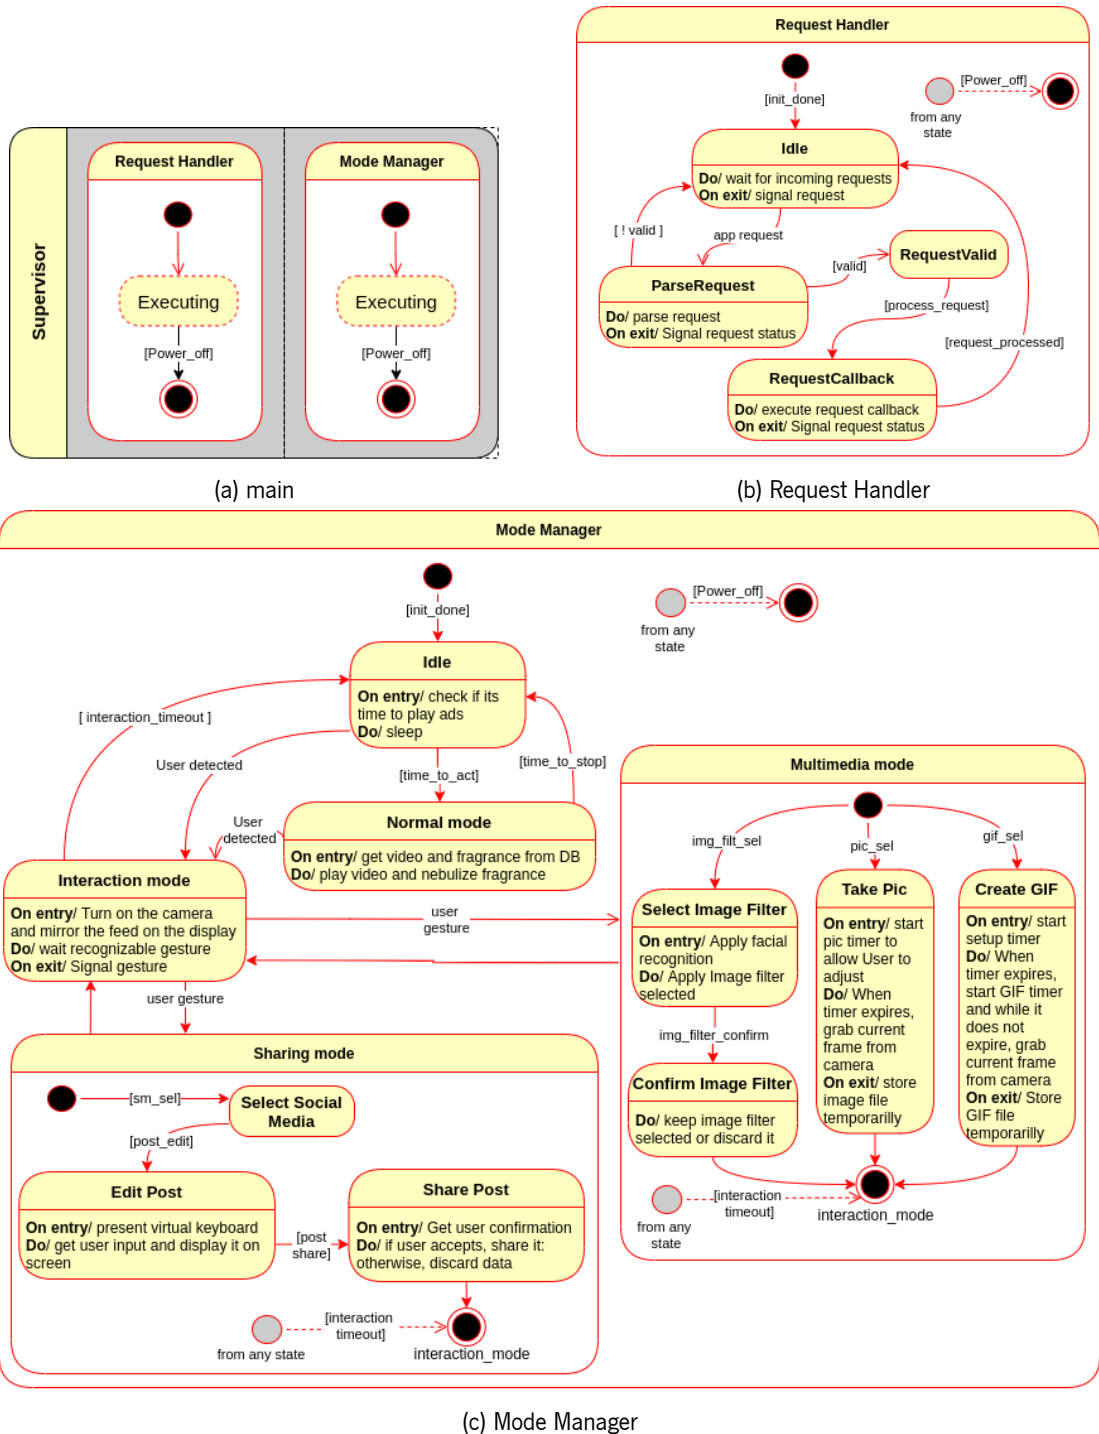 Supervisor
Request Handler
Executing
[Power_off]
Mode Manager
Executing
[Power_off]
(a) main
Request Handler
[init_done]
[Power_off]
from any
state
Idle
Do/ wait for incoming requests
On exit/ signal request
[ ! valid ]
app request
[valid]
RequestValid
ParseRequest
Do/ parse request
On exit/ Signal request status
[process_request]
[request_processed]
RequestCallback
Do/ execute request callback
On exit/ Signal request status
(b) Request Handler
Mode Manager
[init_done]
[Power_off]
from any
state
Idle
On entry/ check if its
time to play ads
Do/ sleep
[ interaction_timeout ]
User detected
[time_to_act]
[time_to_stop]
User
detected
Normal mode
On entry/ get video and fragrance from DB
Do/ play video and nebulize fragrance
Interaction mode
On entry/ Turn on the camera
and mirror the feed on the display
Do/ wait recognizable gesture
On exit/ Signal gesture
user
gesture
user gesture
Multimedia mode
img_filt_sel
pic_sel
gif_sel
Select Image Filter
On entry/ Apply facial
recognition
Do/ Apply Image filter
selected
img_filter_confirm
Confirm Image Filter
Do/ keep image filter
selected or discard it
Take Pic
On entry/ start
pic timer to
allow User to
adjust
Do/ When
timer expires,
grab current
frame from
camera
On exit/ store
image file
temporarilly
Create GIF
On entry/ start
setup timer
Do/ When
timer expires,
start GIF timer
and while it
does not
expire, grab
current frame
from camera
On exit/ Store
GIF file
temporarilly
[interaction
timeout]
from any
state
interaction_mode
Sharing mode
[sm_sel]
Select Social
Media
[post_edit]
Edit Post
On entry/ present virtual keyboard
Do/ get user input and display it on
screen
[post
share]
Share Post
On entry/ Get user confirmation
Do/ if user accepts, share it:
otherwise, discard data
[interaction
timeout]
from any state
interaction_mode
(c) Mode Manager